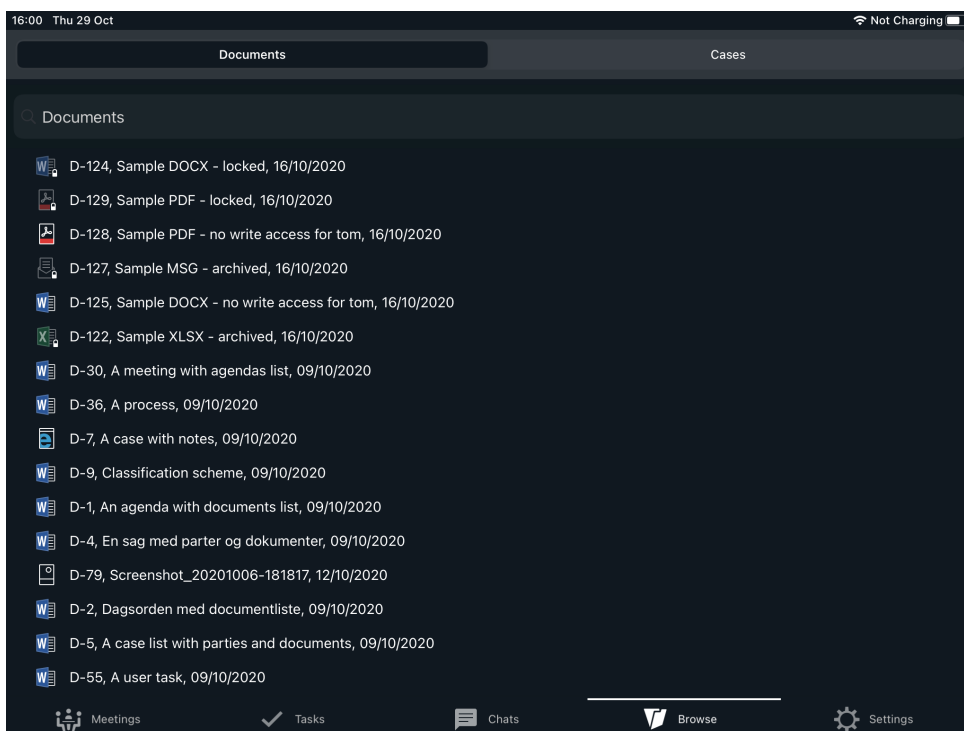 16:00 Thu 29 Oct Not Charging
Documents Cases
Documents
D-124, Sample DOCX - locked, 16/10/2020
D-129, Sample PDF - locked, 16/10/2020
D-128, Sample PDF - no write access for tom, 16/10/2020
D-127, Sample MSG - archived, 16/10/2020
D-125, Sample DOCX - no write access for tom, 16/10/2020
D-122, Sample XLSX - archived, 16/10/2020
D-30, A meeting with agendas list, 09/10/2020
D-36, A process, 09/10/2020
D-7, A case with notes, 09/10/2020
D-9, Classification scheme, 09/10/2020
D-1, An agenda with documents list, 09/10/2020
D-4, En sag med parter og dokumenter, 09/10/2020
D-79, Screenshot_20201006-181817, 12/10/2020
D-2, Dagsorden med documentliste, 09/10/2020
D-5, A case list with parties and documents, 09/10/2020
D-55, A user task, 09/10/2020
Meetings Tasks Chats Browse Settings